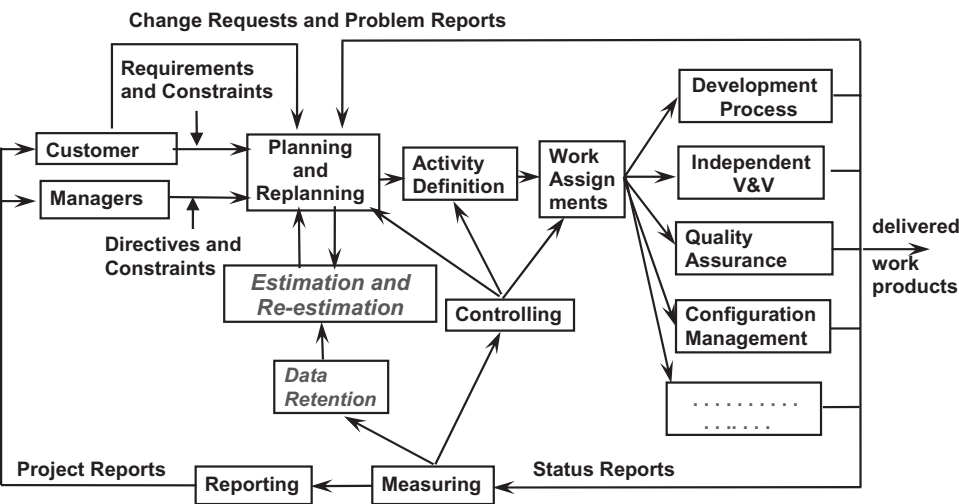 Change Requests and Problem Reports
Requirements
and Constraints
Customer
Managers
Directives and
Constraints
Planning
and
Replanning
Activity
Definition
Work
Assign
ments
Development
Process
Independent
V&V
Quality
Assurance
Configuration
Management
. . . . . . . . . .
. . .. . . .
delivered
work
products
Estimation and
Re-estimation
Controlling
Data
Retention
Project Reports
Reporting
Measuring
Status Reports